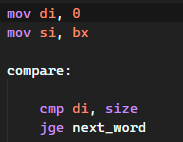 mov di, 0
mov si, bx
compare:
cmp di, size
jge next_word